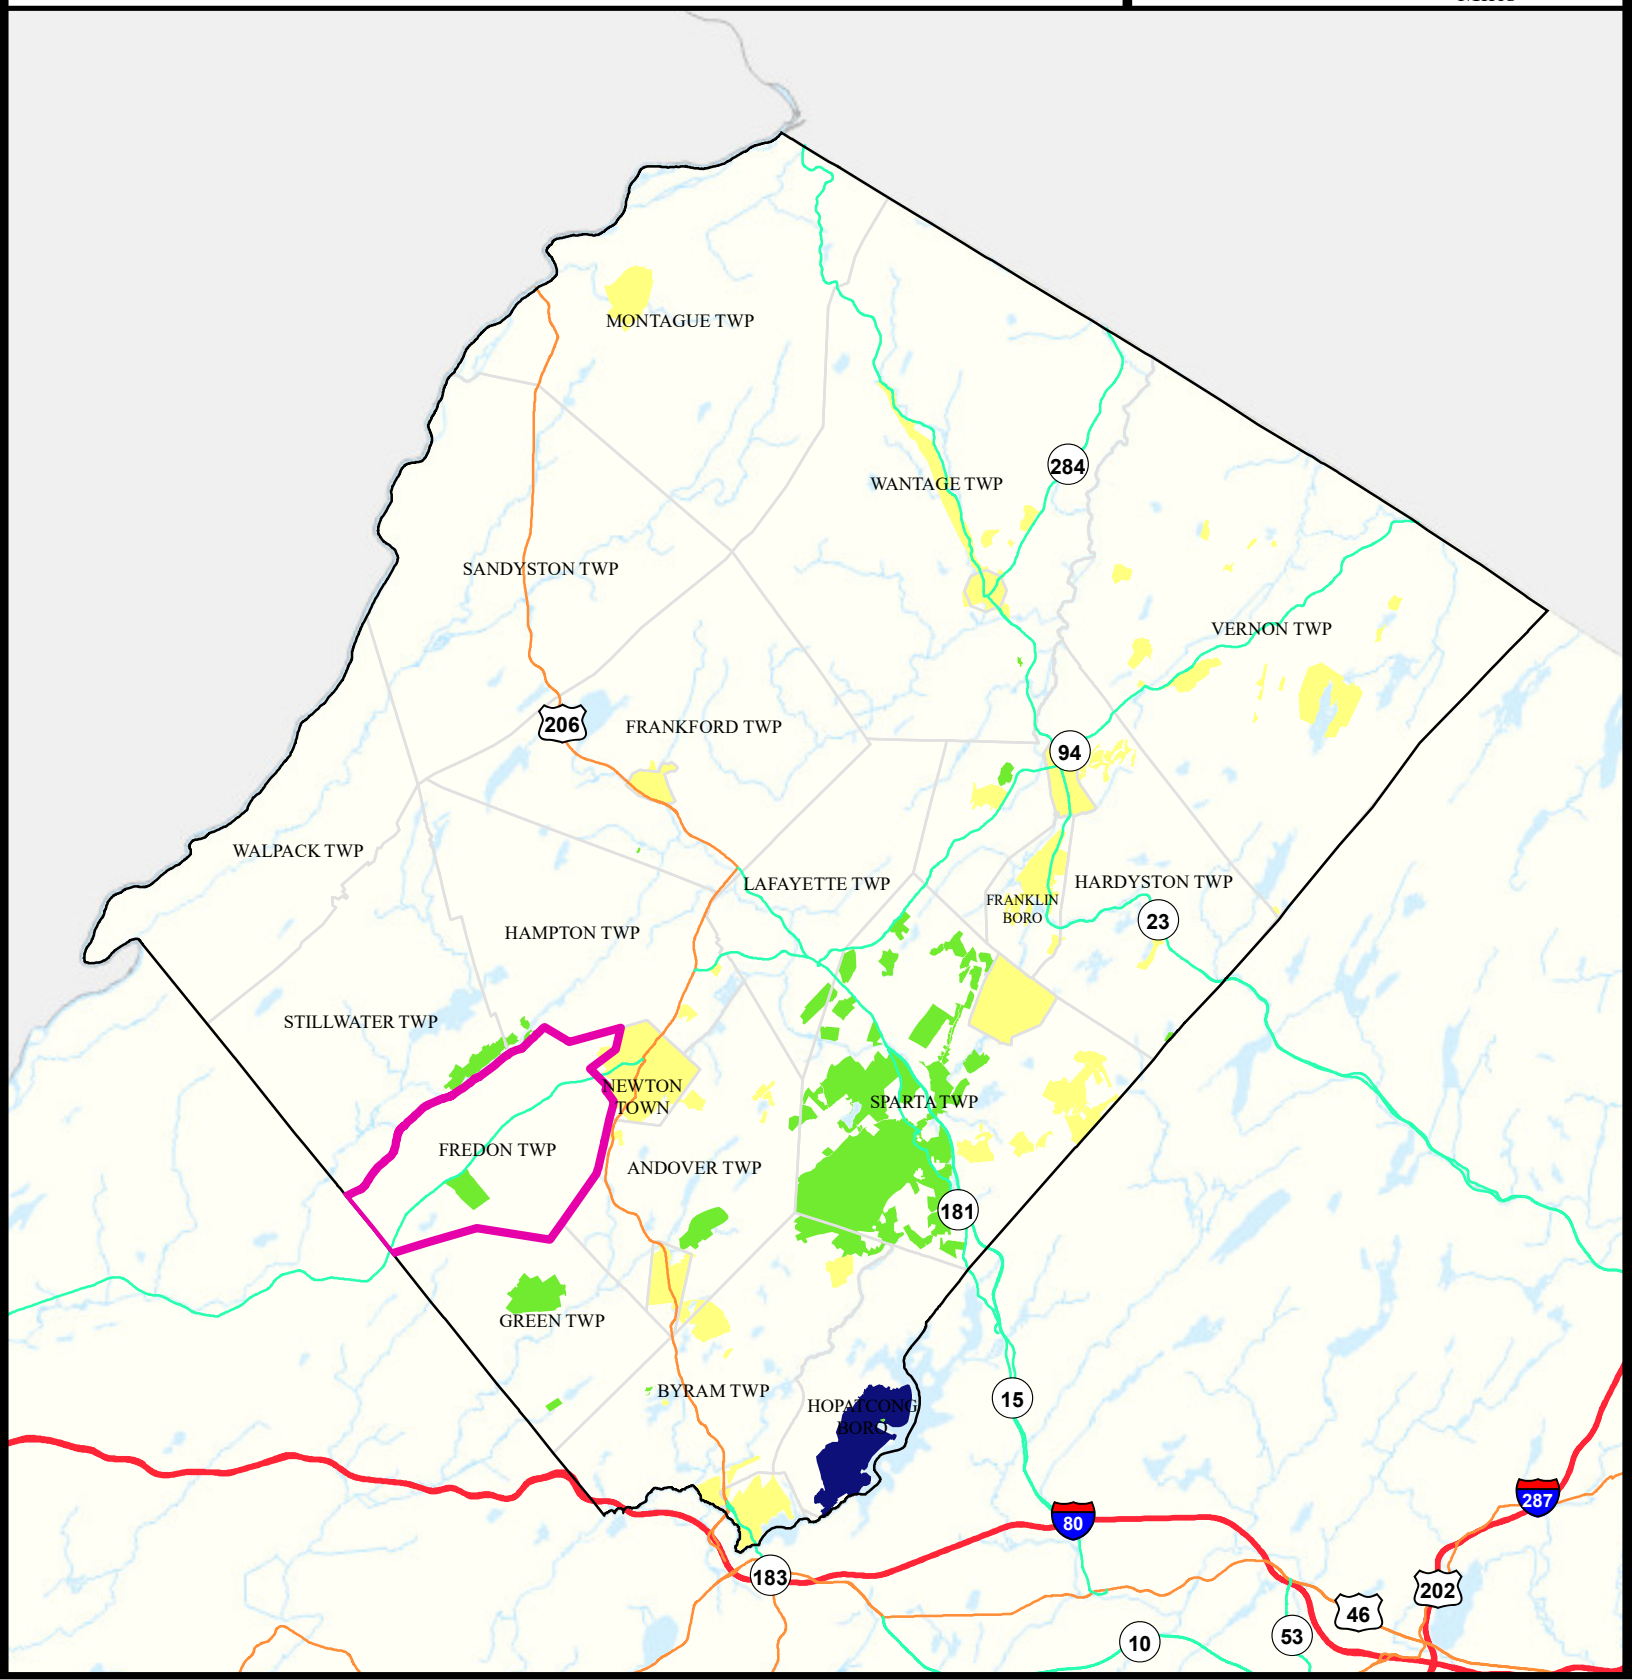 MONTAGUE TWP
284
WANTAGE TWP
SANDYSTON TWP
VERNON TWP
206
FRANKFORD TWP
94
WALPACK TWP
LAFAYETTE TWP
HARDYSTON TWP
FRANKLIN
BORO
23
HAMPTON TWP
STILLWATER TWP
NEWTON
TOWN
SPARTA TWP
FREDON TWP
ANDOVER TWP
181
GREEN TWP
BYRAM TWP
15
HOPATCONG
BORO
287
80
183
202
46
53
10